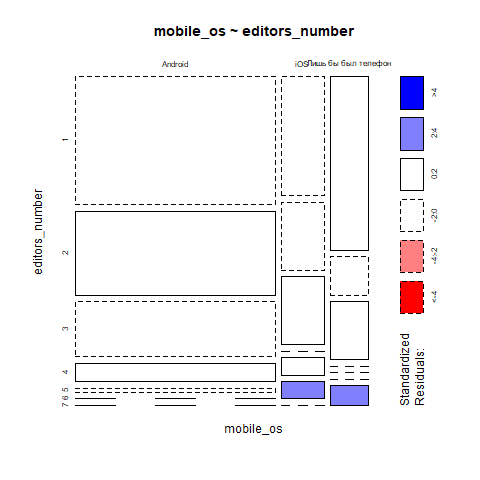 mobile_os ~ editors_number
Android
iOS
Лишь бы был телефон
1
2
3
4
5
6
7
editors_number
mobile_os
>4
2:4
0:2
-2:0
-4:-2
<-4
Standardized
Residuals: